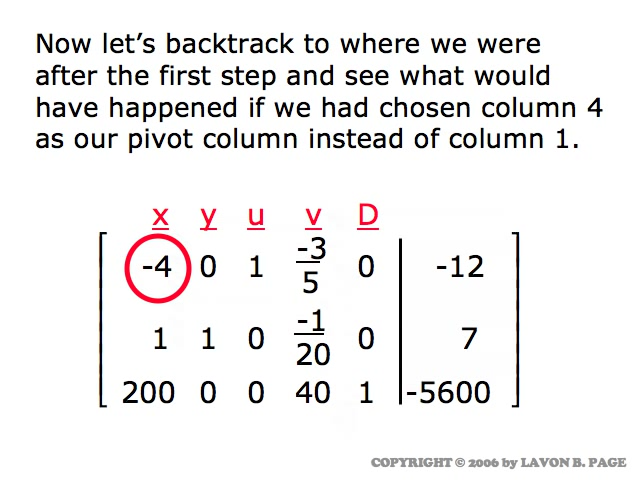 Now let's backtrack to where we were
after the first step and see what would
have happened if we had chosen column 4
as our pivot column instead of column 1.
x y u v D
-4 0 1 -3/5 0 -12
1 1 0 -1/20 0 7
200 0 0 40 1 -5600
COPYRIGHT © 2006 by LAVON B. PAGE